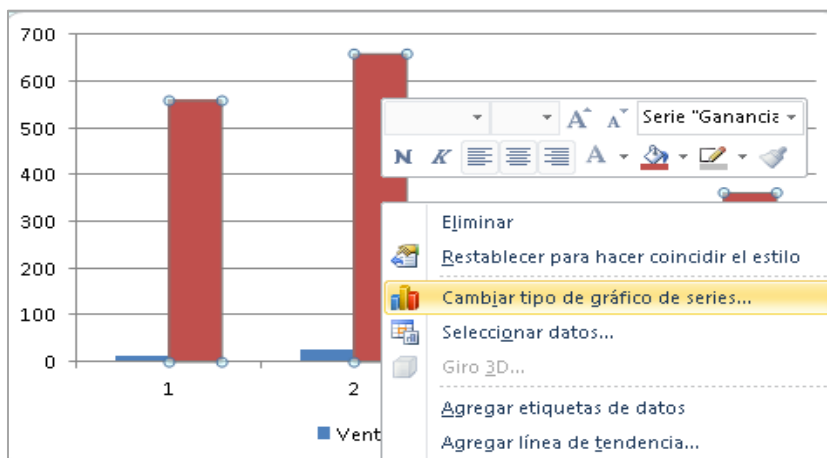 700
600
500
400
300
200
100
0
1
2
Vent
Serie "Ganancia
N K A
Eliminar
Restablecer para hacer coincidir el estilo
Cambiar tipo de gráfico de series...
Seleccionar datos...
Giro 3D...
Agregar etiquetas de datos
Agregar línea de tendencia...